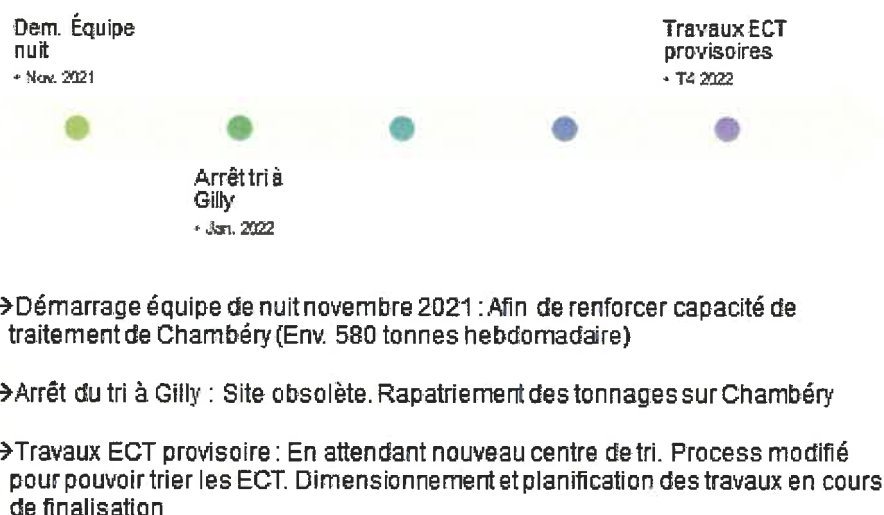 Dem. Équipe
nuit
• Nov. 2021
Travaux ECT
provisoires
• T4 2022
Arrêt tri à
Gilly
• Jan. 2022
→Démarrage équipe de nuit novembre 2021 : Afin de renforcer capacité de
traitement de Chambéry (Env. 580 tonnes hebdomadaire)
→Arrêt du tri à Gilly : Site obsolète. Rapatriement des tonnages sur Chambéry
→Travaux ECT provisoire : En attendant nouveau centre de tri. Process modifié
pour pouvoir trier les ECT. Dimensionnement et planification des travaux en cours
de finalisation